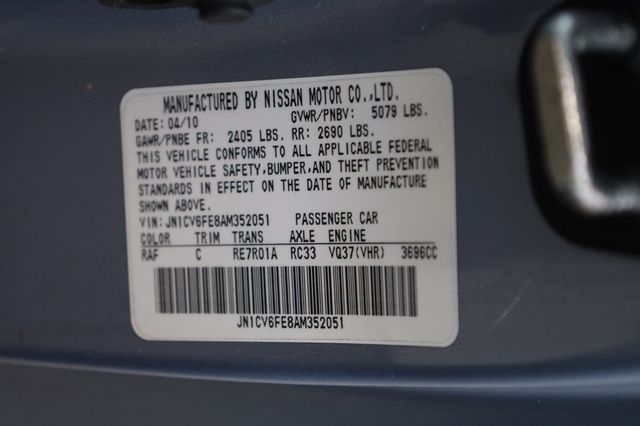 MANUFACTURED BY NISSAN MOTOR CO.,LTD.
DATE: 04/10 GVWR/PNBV: 5079 LBS.
GAWR/PNBE FR: 2405 LBS. RR: 2690 LBS.
THIS VEHICLE CONFORMS TO ALL APPLICABLE FEDERAL
MOTOR VEHICLE SAFETY,BUMPER,AND THEFT PREVENTION
STANDARDS IN EFFECT ON THE DATE OF MANUFACTURE
SHOWN ABOVE.
VIN:JN1CV6FE8AM352051 PASSENGER CAR
COLOR TRIM TRANS AXLE ENGINE
RAF C RE7R01A RC33 VQ37(VHR) 3696CC
JN1CV6FE8AM352051